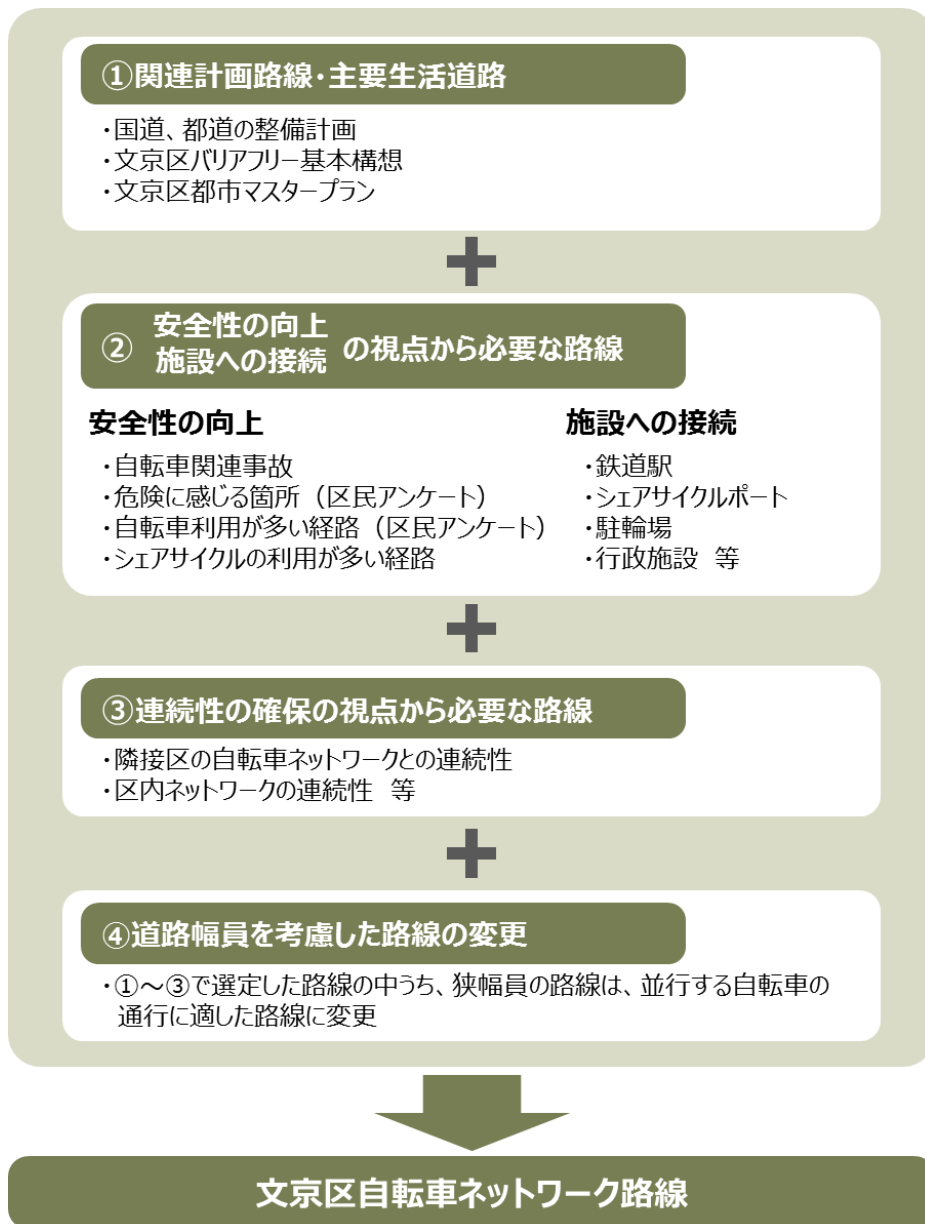 ①関連計画路線・主要生活道路
・国道、都道の整備計画
・文京区バリアフリー基本構想
・文京区都市マスタープラン
② 安全性の向上
施設への接続 の視点から必要な路線
安全性の向上
・自転車関連事故
・危険に感じる箇所（区民アンケート）
・自転車利用が多い経路（区民アンケート）
・シェアサイクルの利用が多い経路
施設への接続
・鉄道駅
・シェアサイクルポート
・駐輪場
・行政施設　等
③連続性の確保の視点から必要な路線
・隣接区の自転車ネットワークとの連続性
・区内ネットワークの連続性　等
④道路幅員を考慮した路線の変更
・①～③で選定した路線の中うち、狭幅員の路線は、並行する自転車の
通行に適した路線に変更
文京区自転車ネットワーク路線